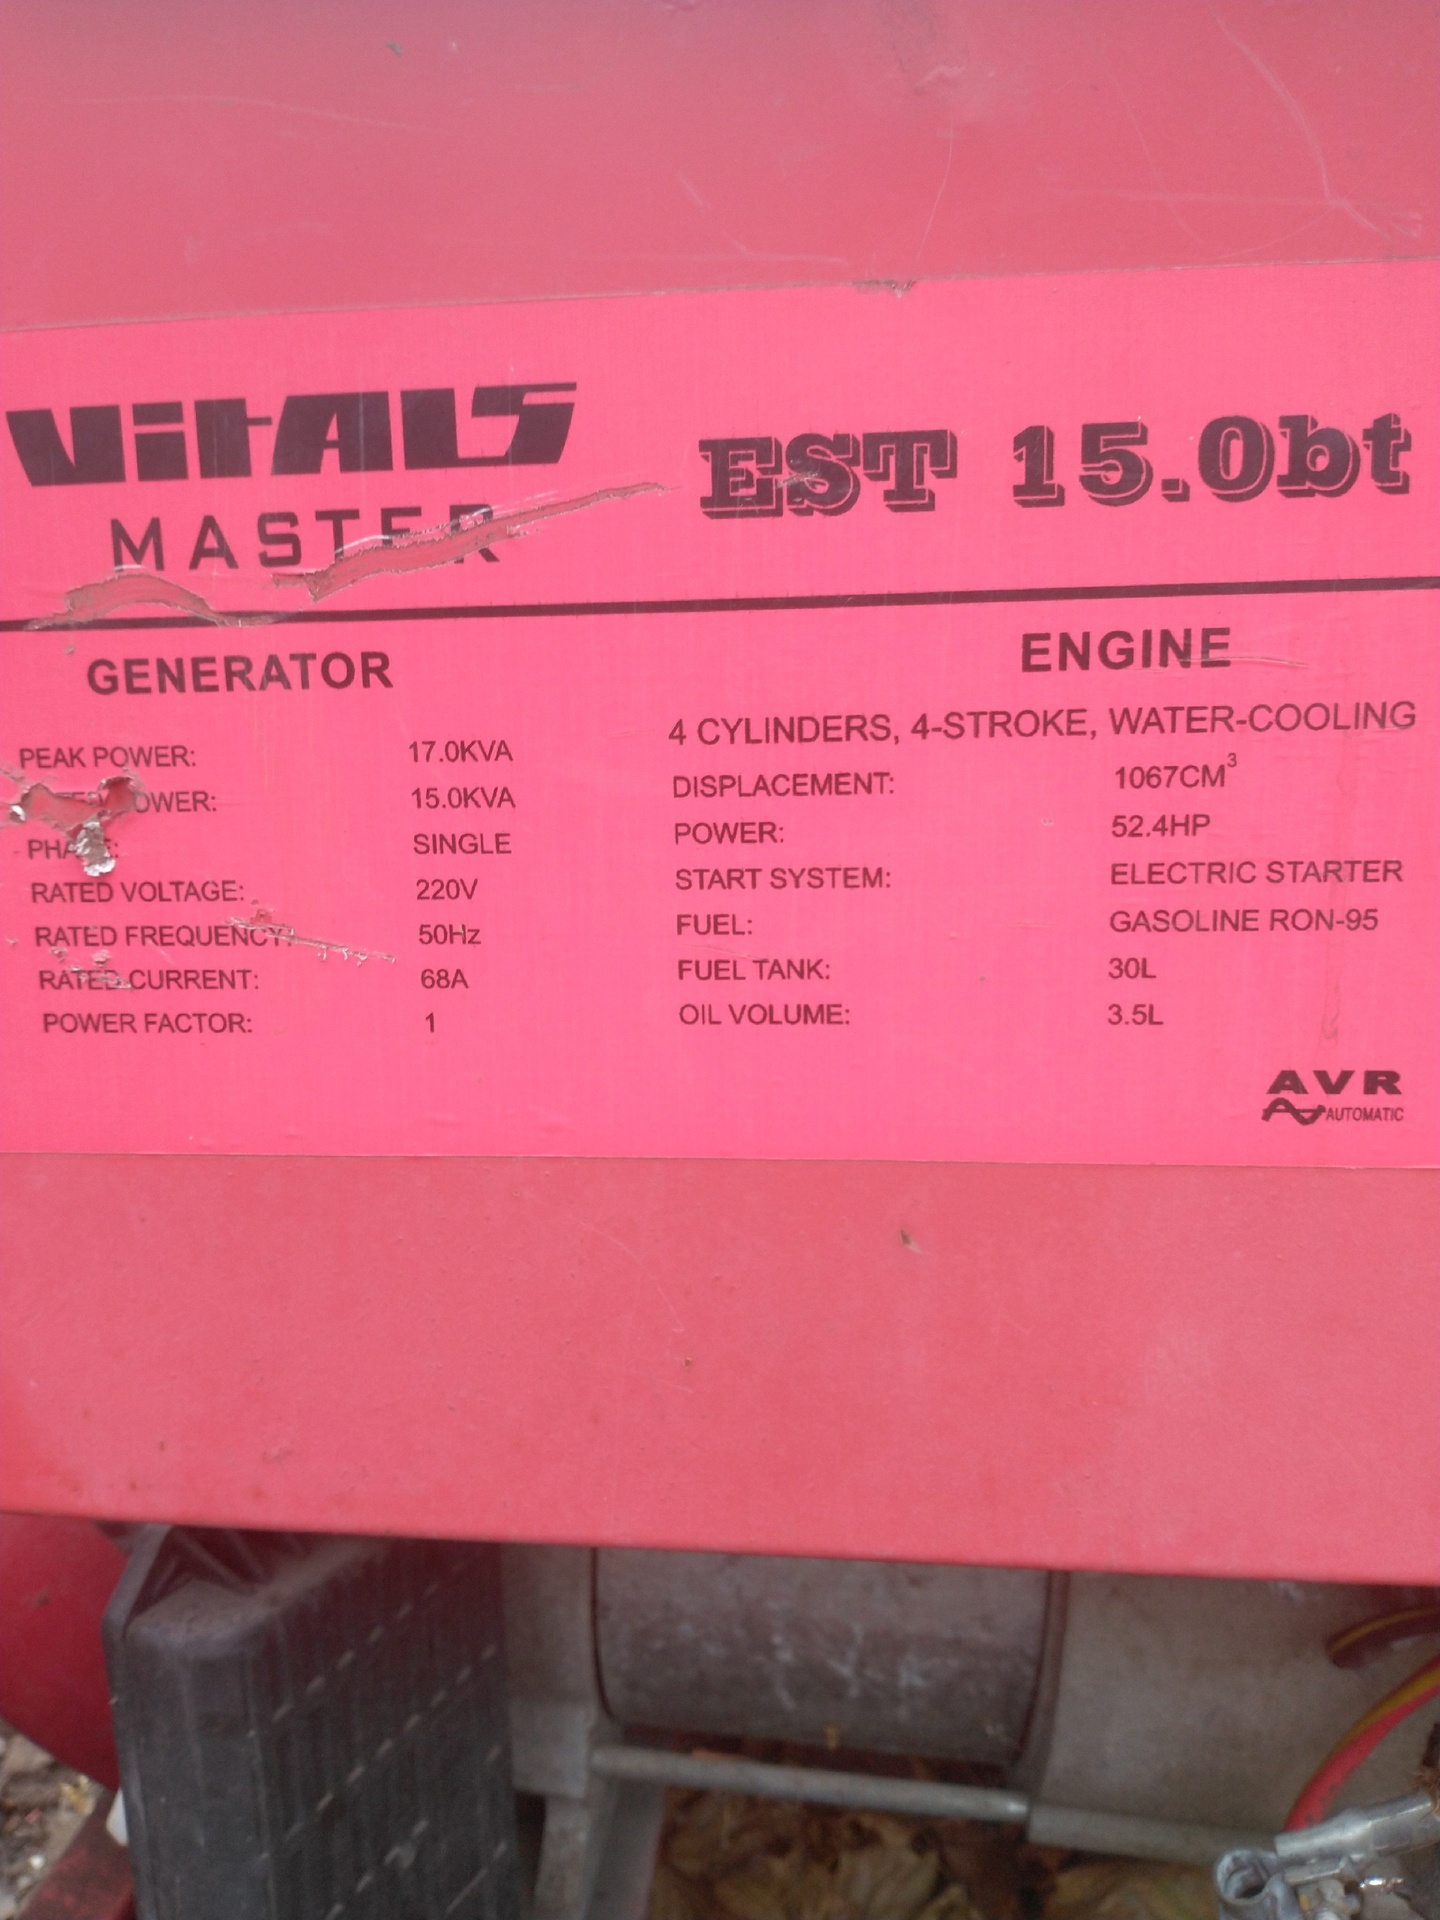 VitALS
MASTER
EST 15.0bt
GENERATOR
PEAK POWER: 17.0KVA
POWER: 15.0KVA
PHASE: SINGLE
RATED VOLTAGE: 220V
RATED FREQUENCY: 50Hz
RATED CURRENT: 68A
POWER FACTOR: 1
ENGINE
4 CYLINDERS, 4-STROKE, WATER-COOLING
DISPLACEMENT: 1067CM³
POWER: 52.4HP
START SYSTEM: ELECTRIC STARTER
FUEL: GASOLINE RON-95
FUEL TANK: 30L
OIL VOLUME: 3.5L
AVR
AUTOMATIC